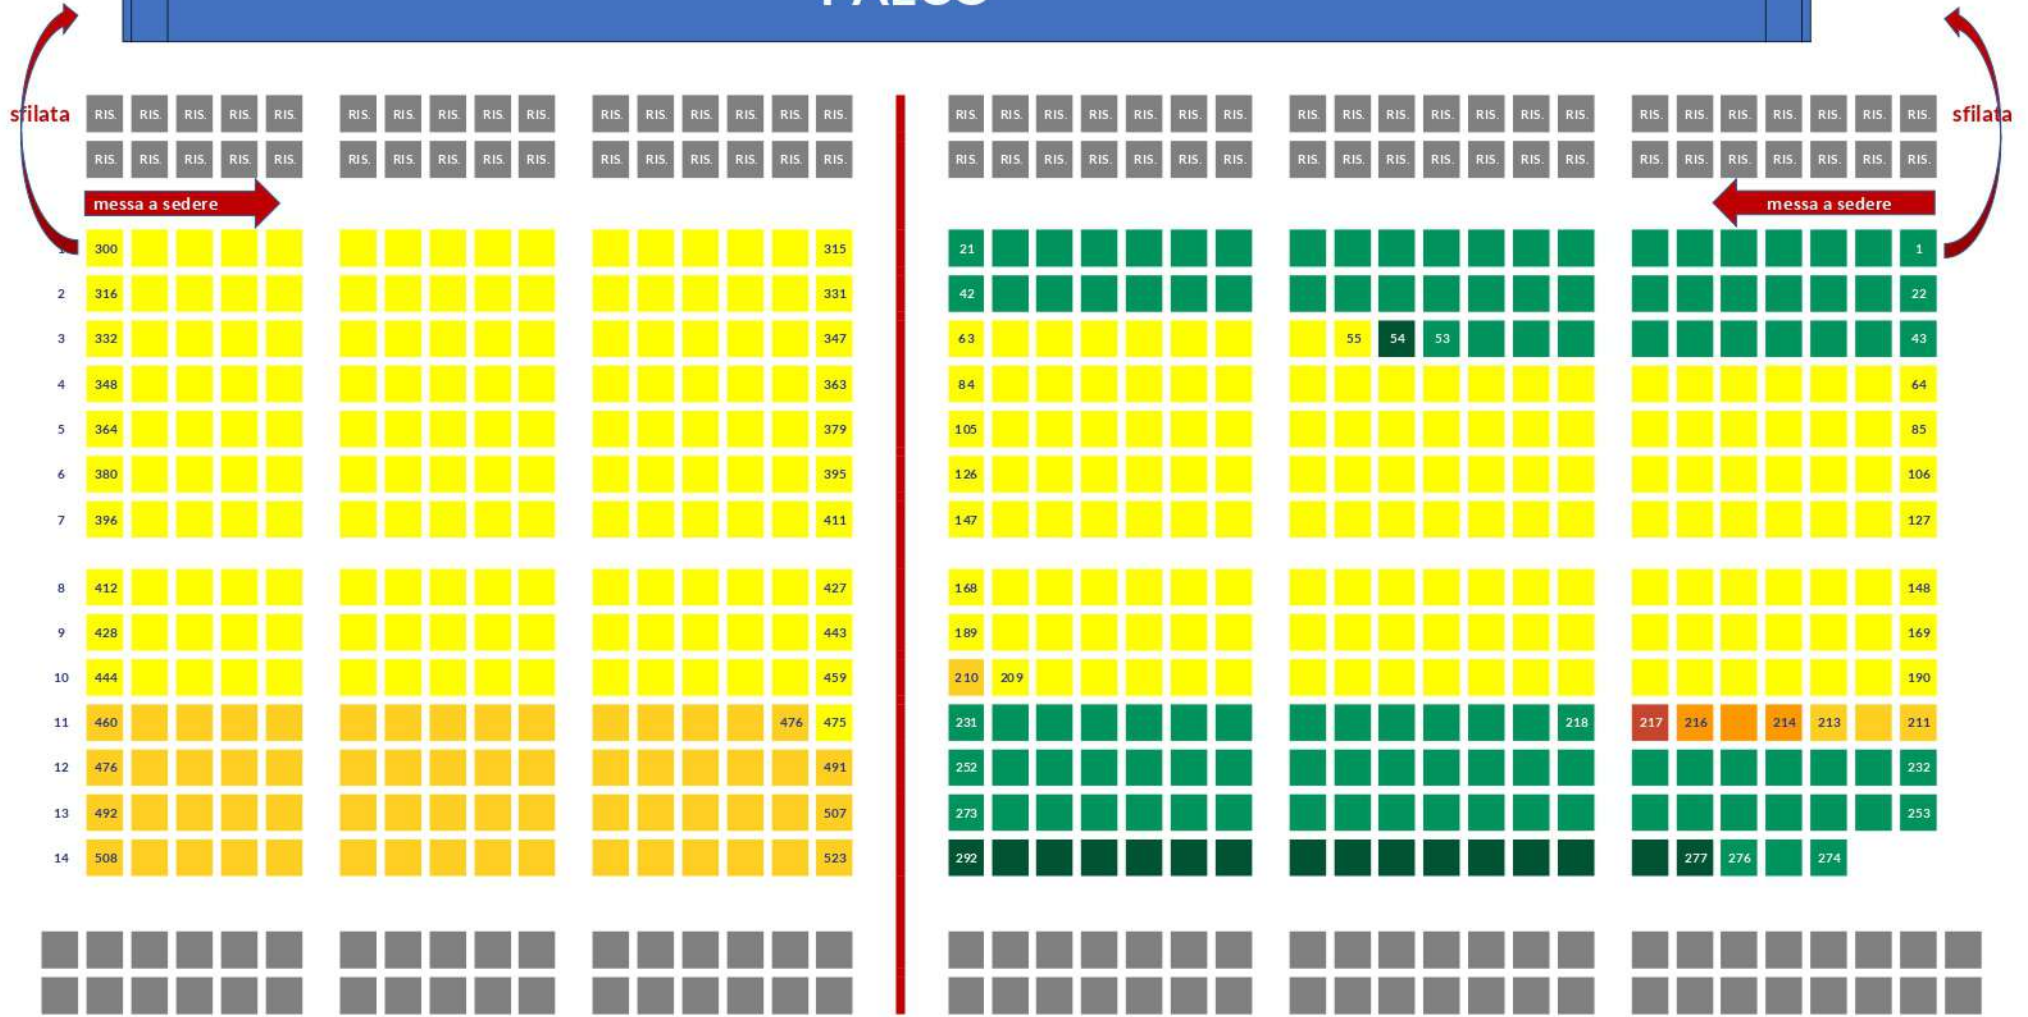 sfilata RIS. RIS. RIS. RIS. RIS. RIS. RIS. RIS. RIS. RIS. RIS. RIS. RIS. RIS. RIS. RIS. RIS. RIS. RIS. RIS. RIS. RIS. RIS. RIS. RIS. RIS. RIS. RIS. RIS. RIS. RIS. RIS. RIS. RIS. RIS. RIS. RIS. sfilata
RIS. RIS. RIS. RIS. RIS. RIS. RIS. RIS. RIS. RIS. RIS. RIS. RIS. RIS. RIS. RIS. RIS. RIS. RIS. RIS. RIS. RIS. RIS. RIS. RIS. RIS. RIS. RIS. RIS. RIS. RIS. RIS. RIS. RIS. RIS. RIS. RIS.
messa a sedere messa a sedere
300 315 21 1
2 316 331 42 22
3 332 347 63 55 54 53 43
4 348 363 84 64
5 364 379 105 85
6 380 395 126 106
7 396 411 147 127
8 412 427 168 148
9 428 443 189 169
10 444 459 210 209 190
11 460 476 475 231 218 217 216 214 213 211
12 476 491 252 232
13 492 507 273 253
14 508 523 292 277 276 274